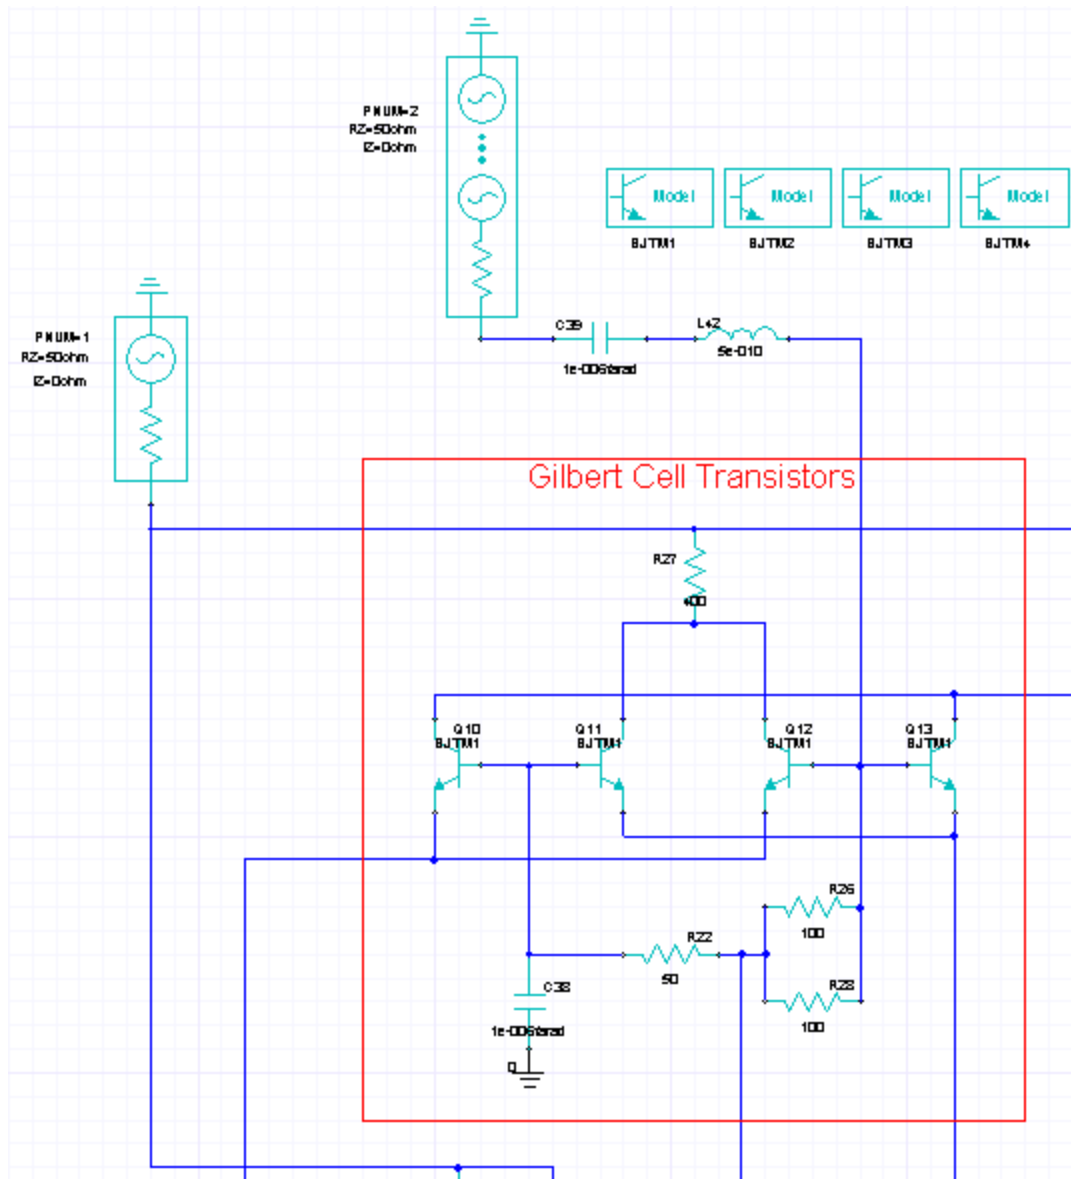 PNUM=2
RZ=50ohm
IZ=0ohm
Model
Model
Model
Model
BJTM1
BJTM2
BJTM3
BJTM4
PNUM=1
RZ=50ohm
IZ=0ohm
C39
1e-006farad
L42
5e-010
Gilbert Cell Transistors
R27
400
Q10
BJTM1
Q11
BJTM1
Q12
BJTM1
Q13
BJTM1
R26
100
R22
50
R28
100
C38
1e-006farad
0